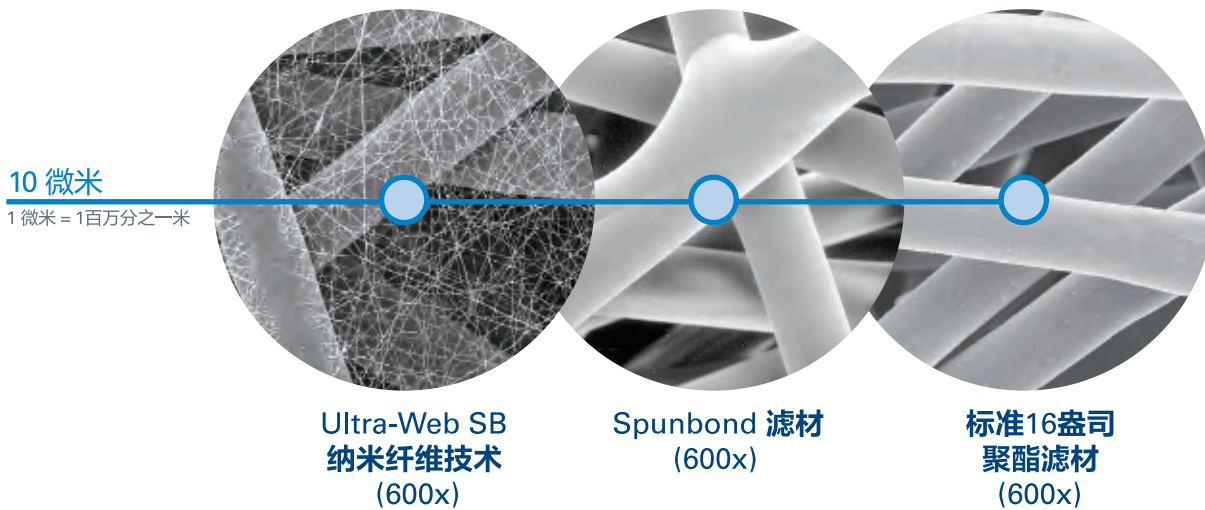 10 微米
1 微米 = 1百万分之一米
Ultra-Web SB
纳米纤维技术
(600x)
Spunbond 滤材
(600x)
标准16盎司
聚酯滤材
(600x)